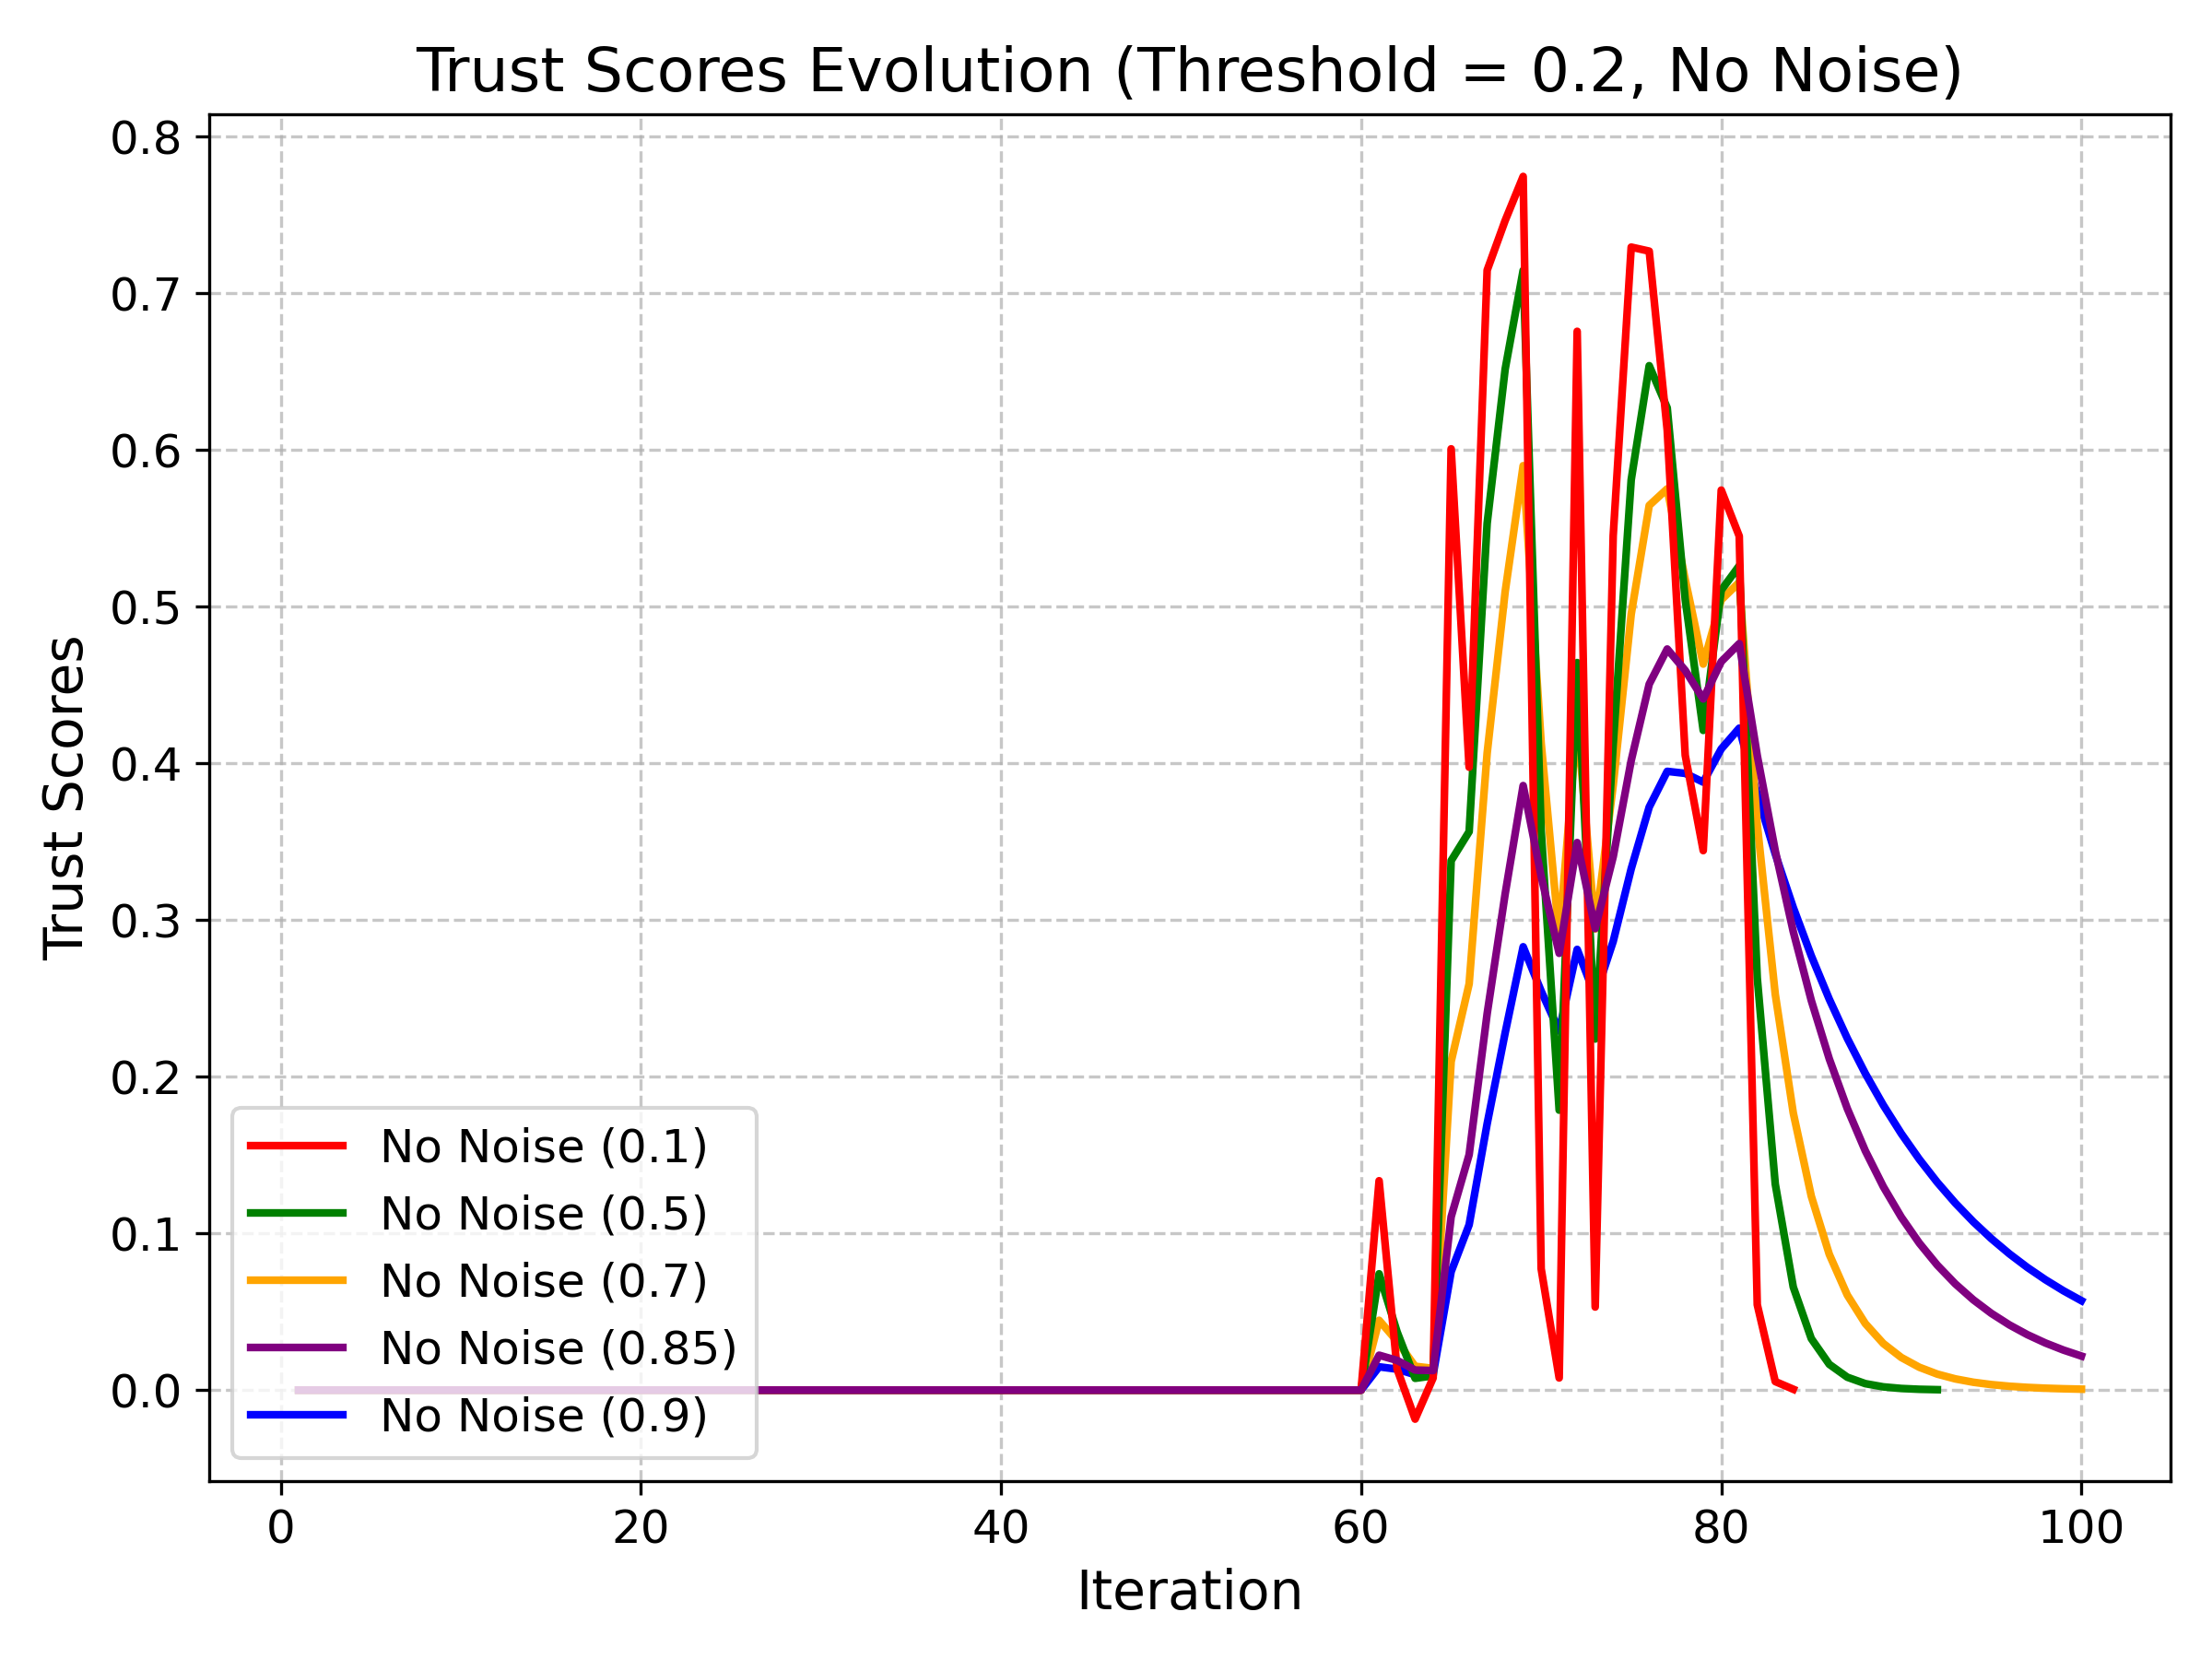 Trust Scores Evolution (Threshold = 0.2, No Noise)
0.8
0.7
0.6
0.5
0.4
0.3
0.2
0.1
0.0
Trust Scores
No Noise (0.1)
No Noise (0.5)
No Noise (0.7)
No Noise (0.85)
No Noise (0.9)
0 20 40 60 80 100
Iteration